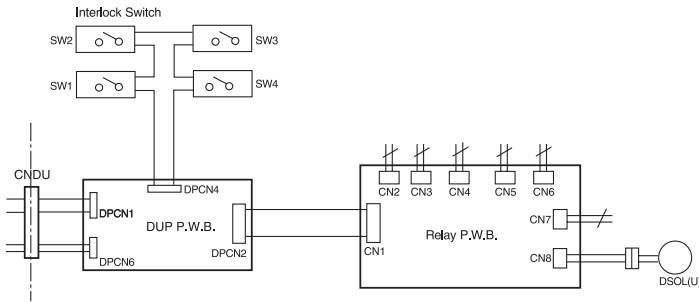 Interlock Switch
SW2
SW3
SW1
SW4
CNDU
DPCN4
CN2
CN3
CN4
CN5
CN6
DPCN1
DUP P.W.B.
CN7
Relay P.W.B.
DPCN6
DPCN2
CN1
CN8
DSOL(U